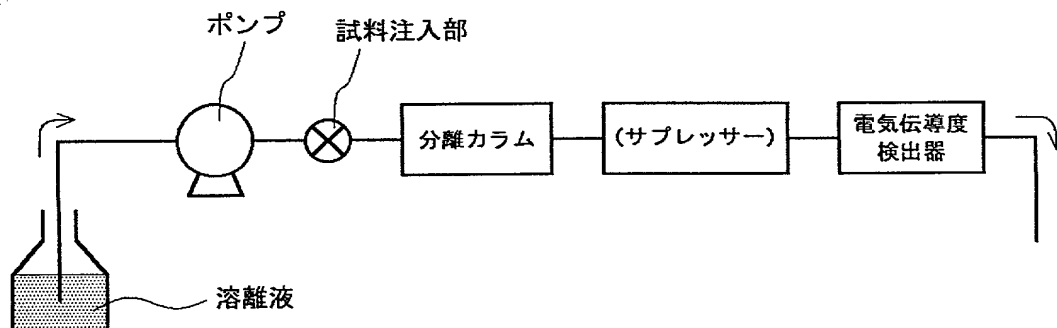 ポンプ
試料注入部
分離カラム
(サプレッサー)
電気伝導度
検出器
溶離液